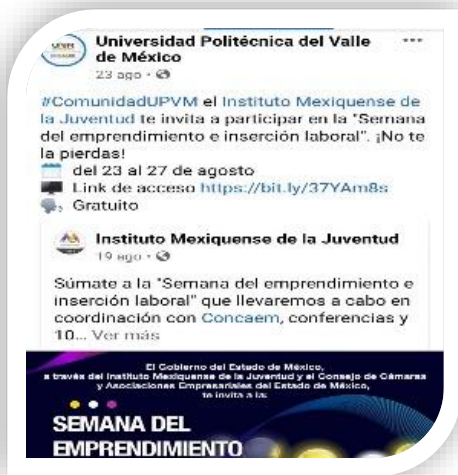 Universidad Politécnica del Valle
de México
23 ago
#ComunidadUPVM el Instituto Mexiquense de
la Juventud te invita a participar en la "Semana
del emprendimiento e inserción laboral". ¡No te
la pierdas!
del 23 al 27 de agosto
Link de acceso https://bit.ly/37YAm8s
Gratuito
Instituto Mexiquense de la Juventud
19 ago
Súmate a la "Semana del emprendimiento e
inserción laboral" que llevaremos a cabo en
coordinación con Concaem, conferencias y
10... Ver más
El Gobierno del Estado de México,
a través del Instituto Mexiquense de la Juventud y el Consejo de Cámaras
y Asociaciones Empresariales del Estado de México,
te invita a la:
SEMANA DEL
EMPRENDIMIENTO